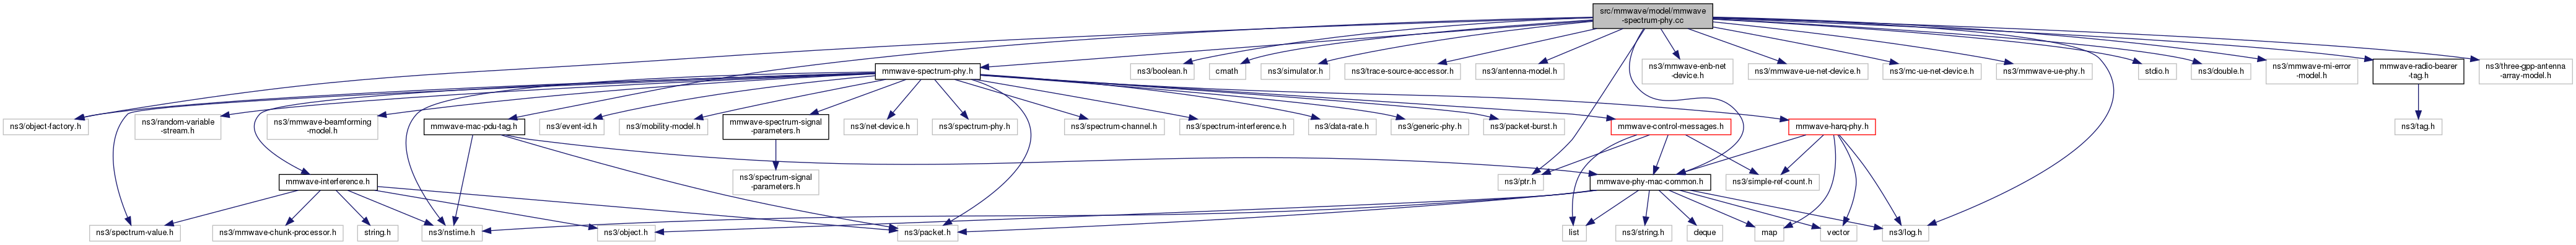 src/mmwave/model/mmwave
-spectrum-phy.cc
mmwave-spectrum-phy.h
ns3/boolean.h
cmath
ns3/simulator.h
ns3/trace-source-accessor.h
ns3/antenna-model.h
ns3/mmwave-enb-net
-device.h
ns3/mmwave-ue-net-device.h
ns3/mc-ue-net-device.h
ns3/mmwave-ue-phy.h
stdio.h
ns3/double.h
ns3/mmwave-mi-error
-model.h
mmwave-radio-bearer
-tag.h
ns3/three-gpp-antenna
-array-model.h
ns3/object-factory.h
ns3/random-variable
-stream.h
ns3/mmwave-beamforming
-model.h
mmwave-mac-pdu-tag.h
ns3/event-id.h
ns3/mobility-model.h
mmwave-spectrum-signal
-parameters.h
ns3/net-device.h
ns3/spectrum-phy.h
ns3/spectrum-channel.h
ns3/spectrum-interference.h
ns3/data-rate.h
ns3/generic-phy.h
ns3/packet-burst.h
mmwave-control-messages.h
mmwave-harq-phy.h
ns3/tag.h
mmwave-interference.h
ns3/spectrum-signal
-parameters.h
ns3/ptr.h
mmwave-phy-mac-common.h
ns3/simple-ref-count.h
ns3/spectrum-value.h
ns3/mmwave-chunk-processor.h
string.h
ns3/nstime.h
ns3/object.h
ns3/packet.h
list
ns3/string.h
deque
map
vector
ns3/log.h